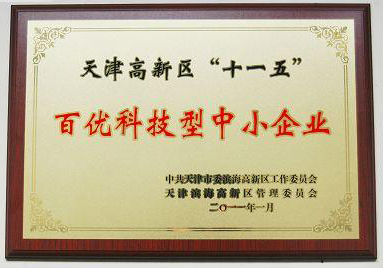 天津高新区“十一五”
百优科技型中小企业
中共天津市委滨海高新区工作委员会
天津滨海高新区管理委员会
二〇一一年一月